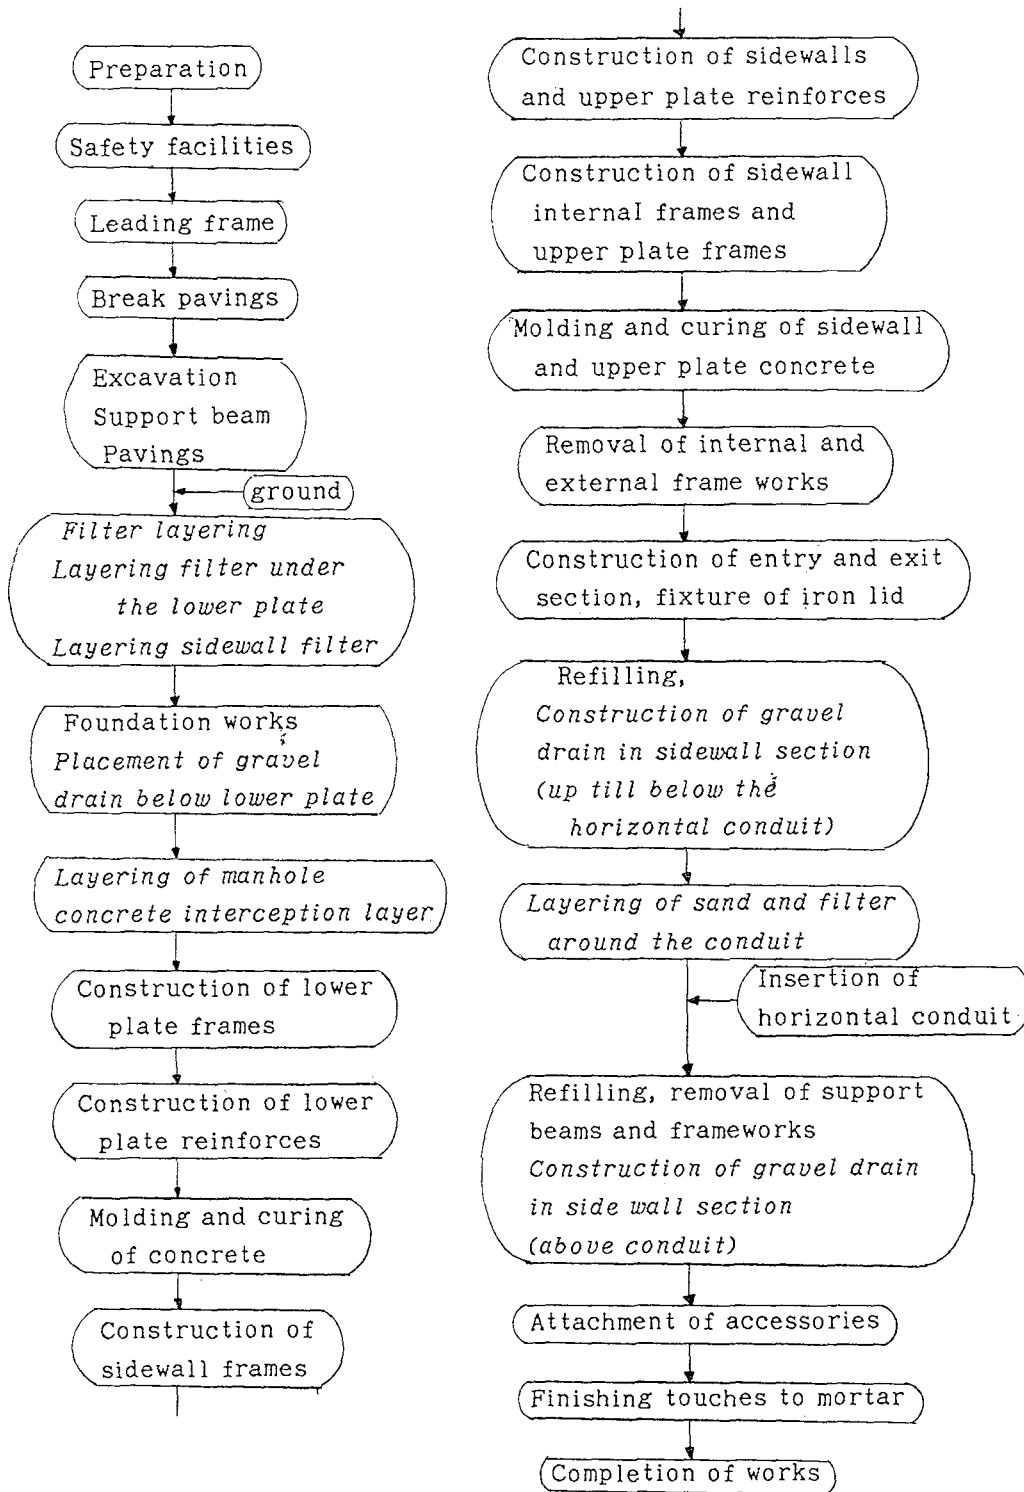 Preparation
Safety facilities
Leading frame
Break pavings
Excavation
Support beam
Pavings
ground
Filter layering
Layering filter under
the lower plate
Layering sidewall filter
Foundation works
Placement of gravel
drain below lower plate
Layering of manhole
concrete interception layer
Construction of lower
plate frames
Construction of lower
plate reinforces
Molding and curing
of concrete
Construction of
sidewall frames
Construction of sidewalls
and upper plate reinforces
Construction of sidewall
internal frames and
upper plate frames
Molding and curing of sidewall
and upper plate concrete
Removal of internal and
external frame works
Construction of entry and exit
section, fixture of iron lid
Refilling,
Construction of gravel
drain in sidewall section
(up till below the
horizontal conduit)
Layering of sand and filter
around the conduit
Insertion of
horizontal conduit
Refilling, removal of support
beams and frameworks
Construction of gravel drain
in side wall section
(above conduit)
Attachment of accessories
Finishing touches to mortar
Completion of works